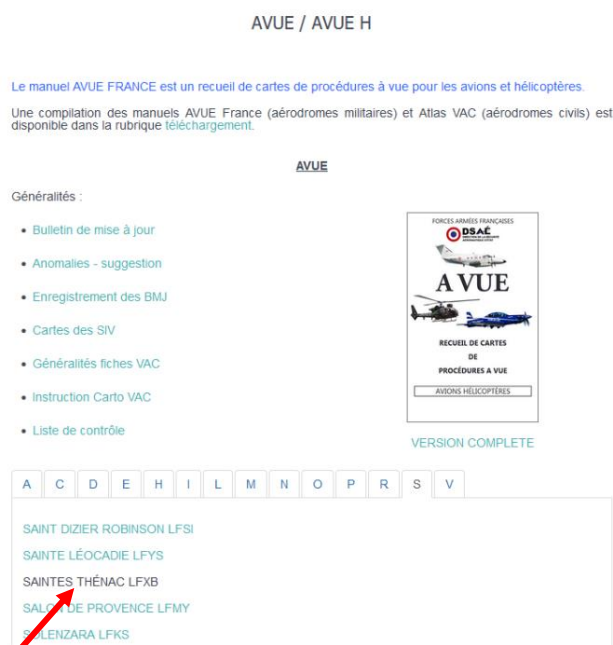 AVUE / AVUE H
Le manuel AVUE FRANCE est un recueil de cartes de procédures à vue pour les avions et hélicoptères.
Une compilation des manuels AVUE France (aérodromes militaires) et Atlas VAC (aérodromes civils) est
disponible dans la rubrique téléchargement.
AVUE
Généralités :
• Bulletin de mise à jour
• Anomalies - suggestion
• Enregistrement des BMJ
• Cartes des SIV
• Généralités fiches VAC
• Instruction Carto VAC
• Liste de contrôle
FORCES ARMÉES FRANÇAISES
DSAÉ
A VUE
RECUEIL DE CARTES
DE
PROCÉDURES A VUE
AVIONS HÉLICOPTÈRES
VERSION COMPLETE
A C D E H I L M N O P R S V
SAINT DIZIER ROBINSON LFSI
SAINTE LÉOCADIE LFYS
SAINTES THÉNAC LFXB
SALON DE PROVENCE LFMY
SOLENZARA LFKS